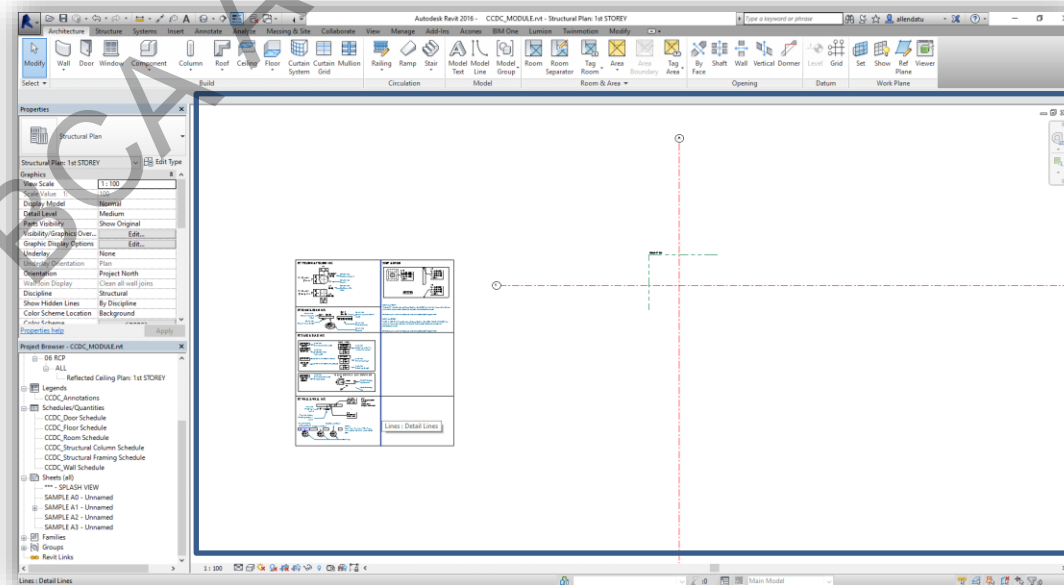 Autodesk Revit 2016 - CCDC_MODULE.rvt - Structural Plan: 1st STOREY
Type a keyword or phrase
allendatu
Architecture Structure Systems Insert Annotate Analyze Massing & Site Collaborate View Manage Add-Ins Aconex BIM One Lumion Twinmotion Modify
Modify Wall Door Window Component Column Roof Ceiling Floor Curtain System Curtain Grid Mullion Railing Ramp Stair Model Text Model Line Model Group Room Room Separator Tag Room Area Area Boundary Tag Area By Face Shaft Wall Vertical Dormer Level Grid Set Show Ref Plane Viewer
Select Build Circulation Model Room & Area Opening Datum Work Plane
BCA
Properties
Structural Plan
Structural Plan: 1st STOREY Edit Type
Graphics
View Scale 1 : 100
Scale Value 1: 100
Display Model Normal
Detail Level Medium
Parts Visibility Show Original
Visibility/Graphics Over... Edit...
Graphic Display Options Edit...
Underlay None
Underlay Orientation Plan
Orientation Project North
Wall Join Display Clean all wall joins
Discipline Structural
Show Hidden Lines By Discipline
Color Scheme Location Background
Color Scheme
Properties help Apply
Project Browser - CCDC_MODULE.rvt
06 RCP
ALL
Reflected Ceiling Plan: 1st STOREY
Legends
CCDC_Annotations
Schedules/Quantities
CCDC_Door Schedule
CCDC_Floor Schedule
CCDC_Room Schedule
CCDC_Structural Column Schedule
CCDC_Structural Framing Schedule
CCDC_Wall Schedule
Sheets (all)
*** - SPLASH VIEW
SAMPLE A0 - Unnamed
SAMPLE A1 - Unnamed
SAMPLE A2 - Unnamed
SAMPLE A3 - Unnamed
Families
Groups
Revit Links
Lines : Detail Lines
1 : 100
Lines : Detail Lines
:0
Main Model